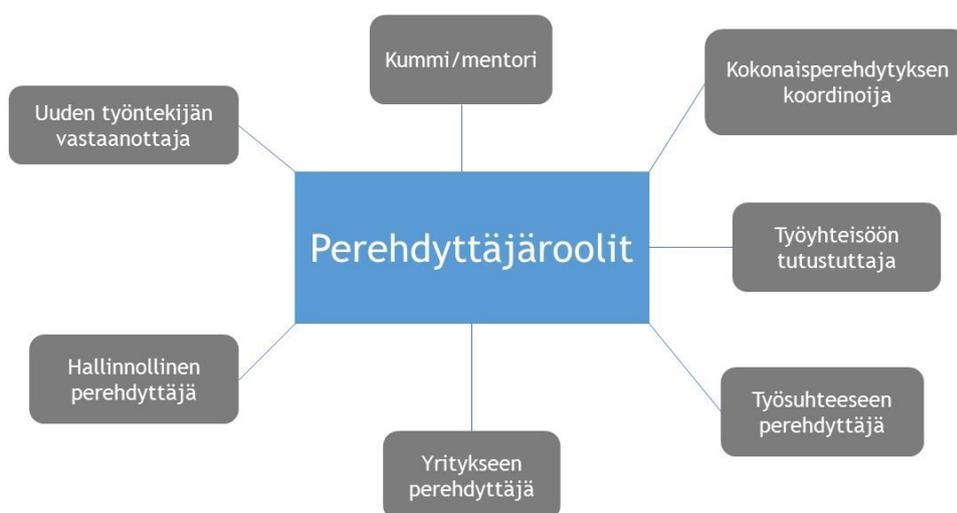 Kummi/mentori
Kokonaisperehdytyksen
koordinoija
Uuden työntekijän
vastaanottaja
Perehdyttäjäroolit
Työyhteisöön
tutustuttaja
Hallinnollinen
perehdyttäjä
Työsuhteeseen
perehdyttäjä
Yritykseen
perehdyttäjä